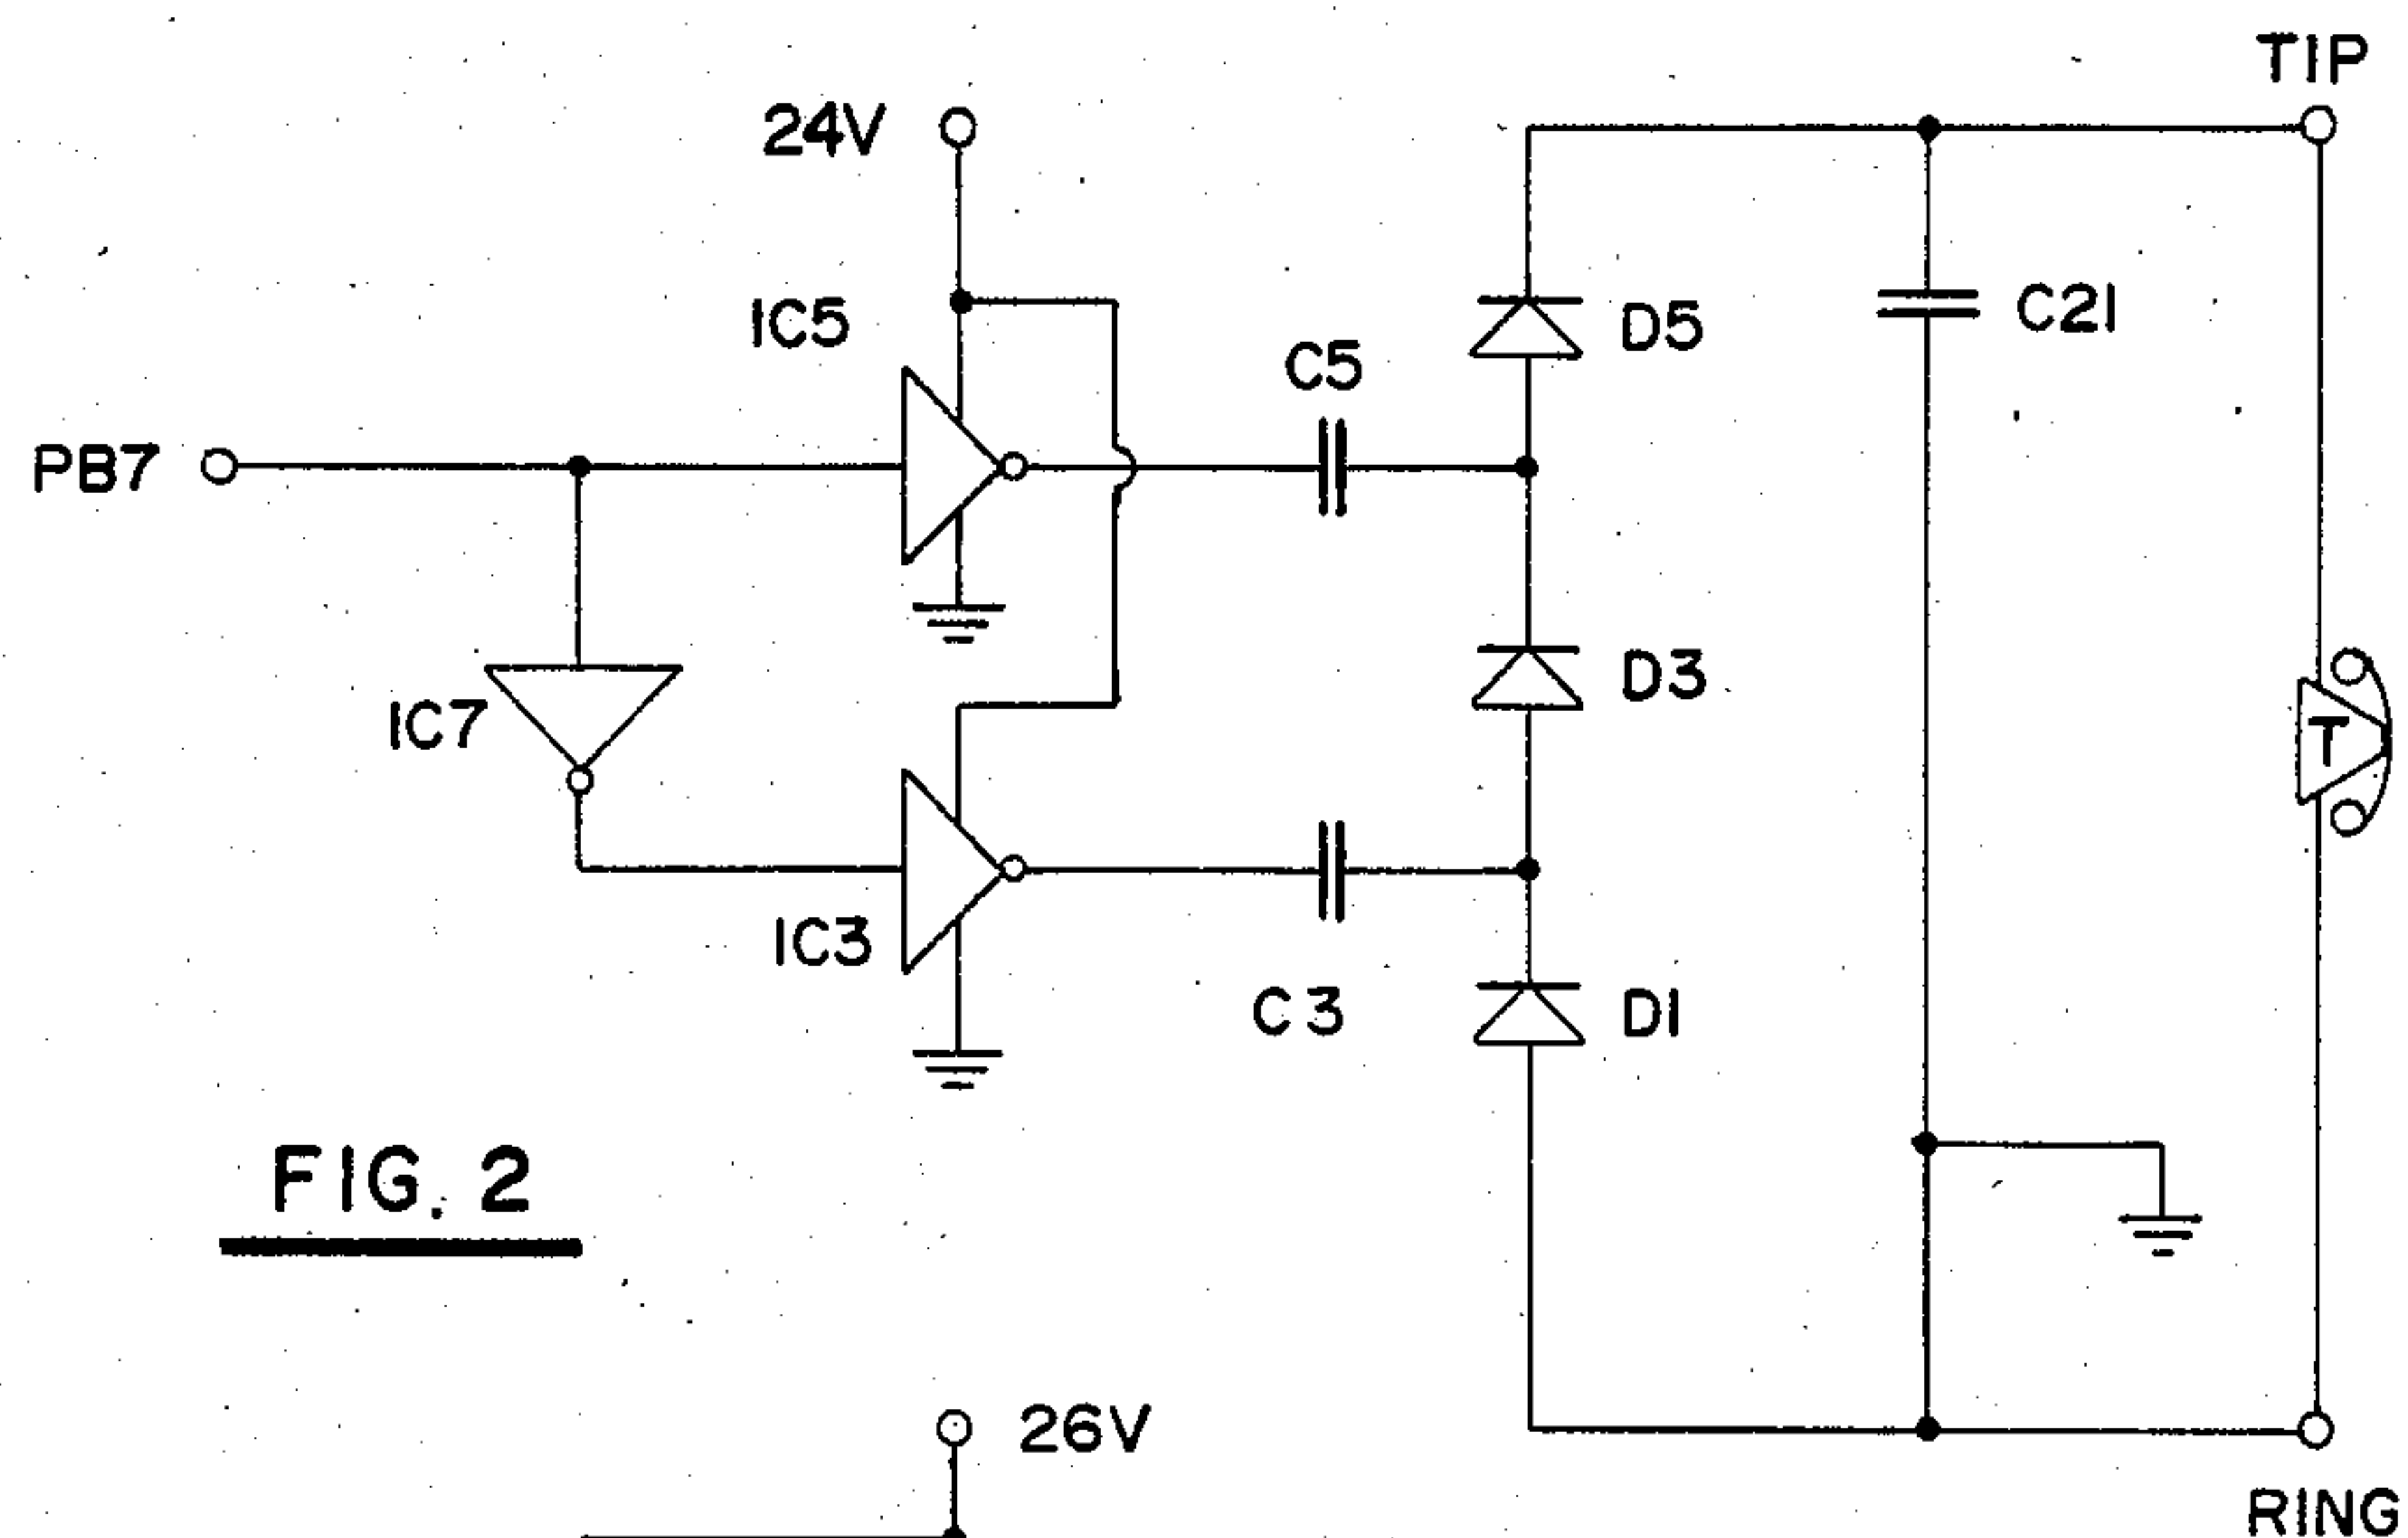 TIP
24V
IC5
D5
C21
C5
PB7
D3
IC7
T
IC3
C3
D1
FIG. 2
26V
RING